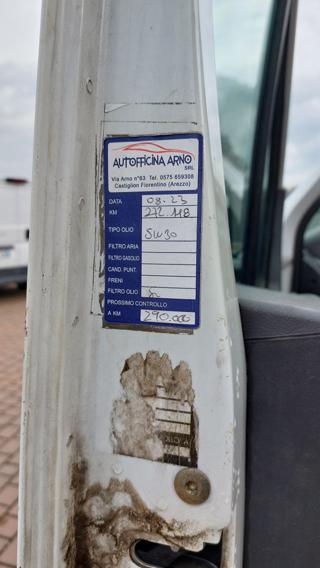 AUTOFFICINA ARNO
SRL
Via Arno n°63 Tel. 0575 659308
Castiglion Fiorentino (Arezzo)
DATA 08.23
KM 272.118
TIPO OLIO 5W30
FILTRO ARIA
FILTRO GASOLIO
CAND. PUNT.
FRENI
FILTRO OLIO
PROSSIMO CONTROLLO
A KM 290.000